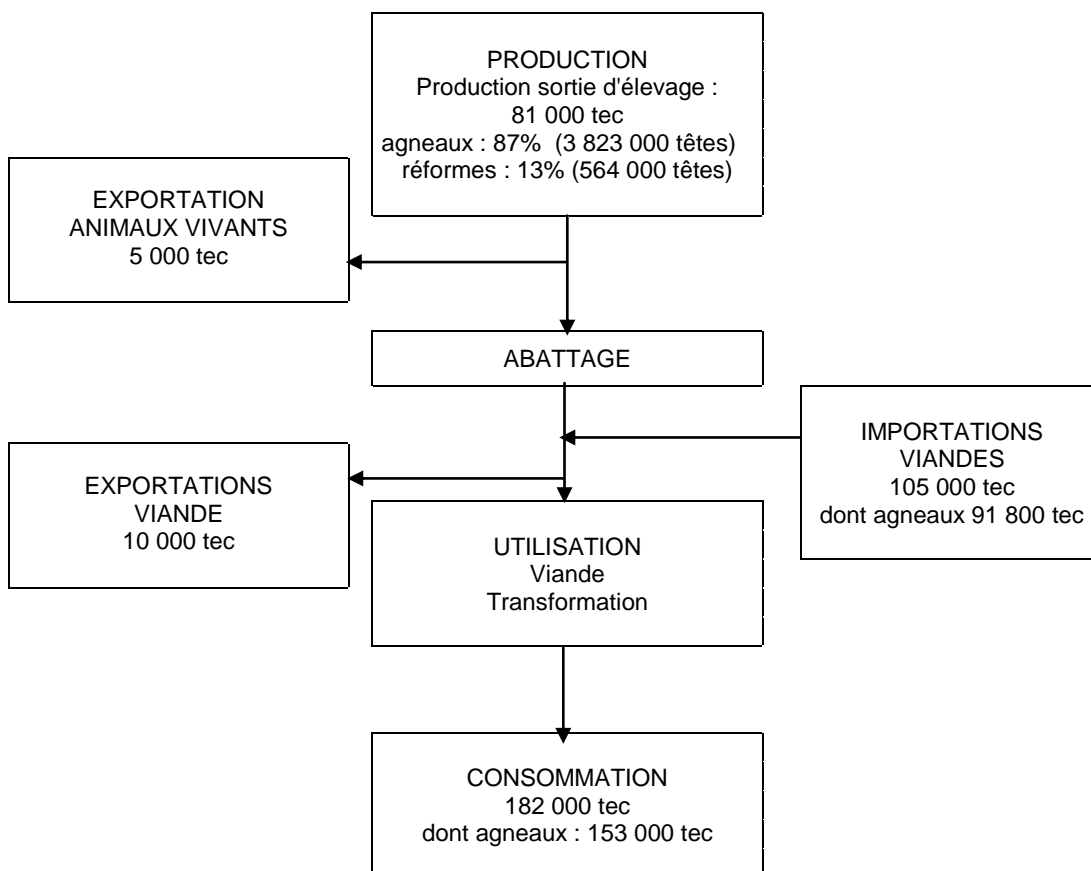 PRODUCTION
Production sortie d'élevage :
81 000 tec
agneaux : 87% (3 823 000 têtes)
réformes : 13% (564 000 têtes)
EXPORTATION
ANIMAUX VIVANTS
5 000 tec
ABATTAGE
IMPORTATIONS
VIANDES
105 000 tec
dont agneaux 91 800 tec
EXPORTATIONS
VIANDE
10 000 tec
UTILISATION
Viande
Transformation
CONSOMMATION
182 000 tec
dont agneaux : 153 000 tec